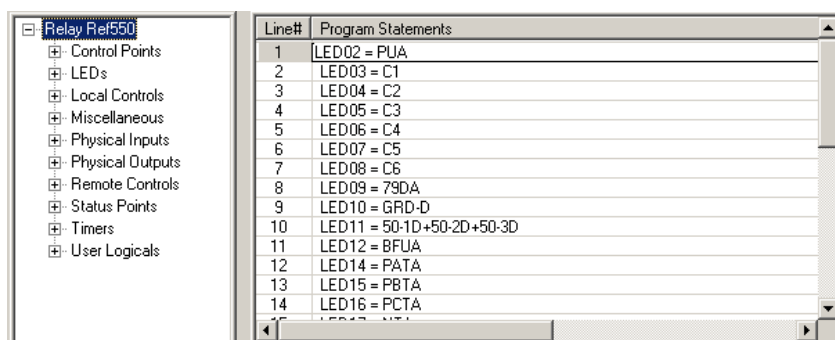 Relay Ref550
Control Points
LEDs
Local Controls
Miscellaneous
Physical Inputs
Physical Outputs
Remote Controls
Status Points
Timers
User Logicals
Line# Program Statements
1 LED02 = PUA
2 LED03 = C1
3 LED04 = C2
4 LED05 = C3
5 LED06 = C4
6 LED07 = C5
7 LED08 = C6
8 LED09 = 79DA
9 LED10 = GRD-D
10 LED11 = 50-1D+50-2D+50-3D
11 LED12 = BFUA
12 LED14 = PATA
13 LED15 = PBTA
14 LED16 = PCTA